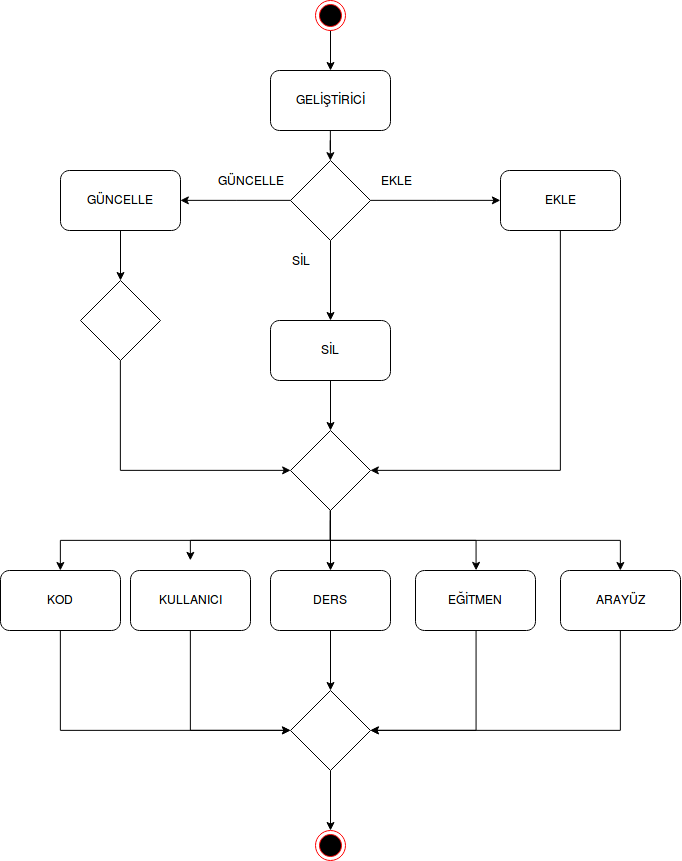 GELİŞTİRİCİ
GÜNCELLE
EKLE
GÜNCELLE
EKLE
SİL
SİL
KOD
KULLANICI
DERS
EĞİTMEN
ARAYÜZ